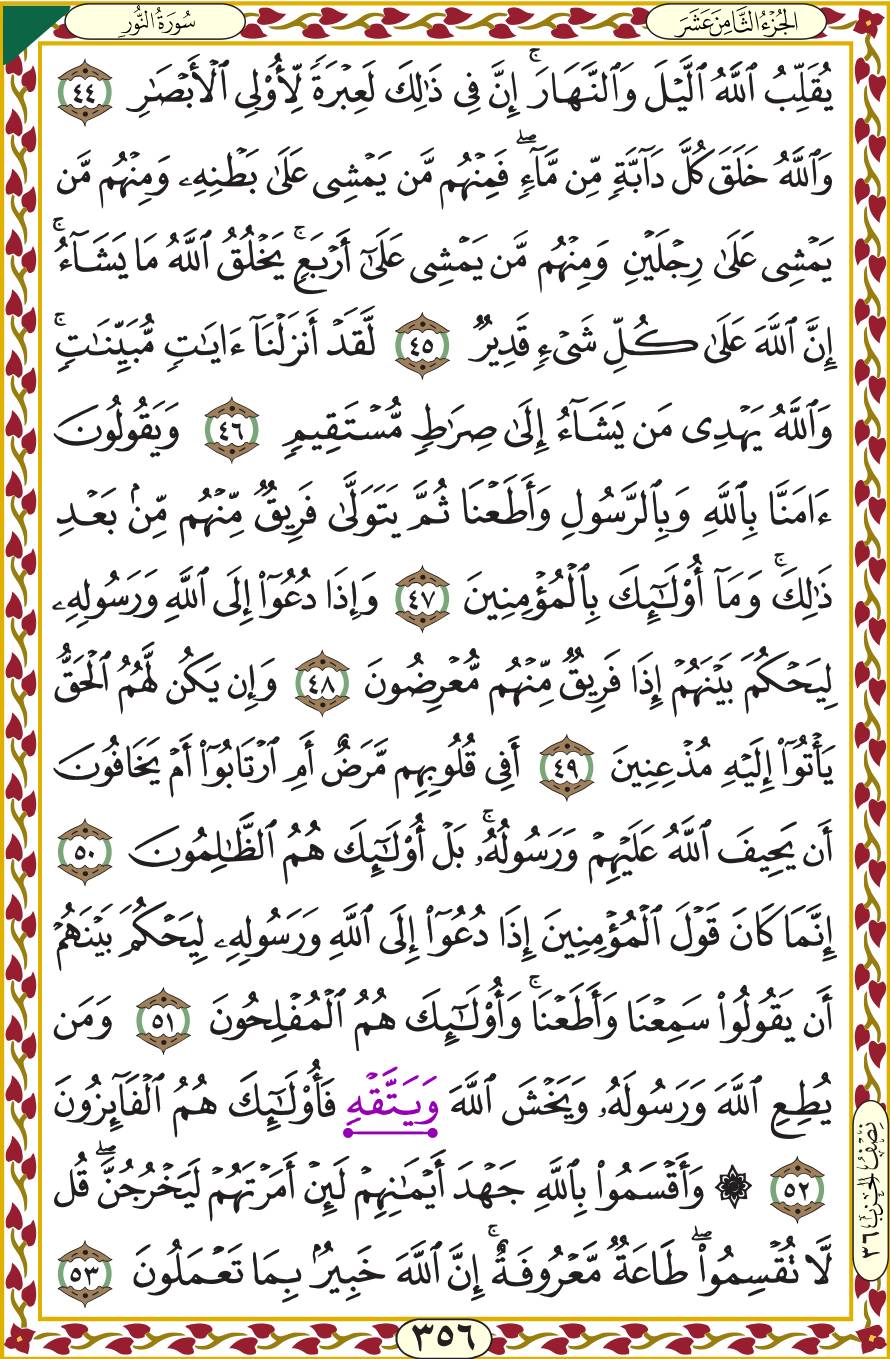 الجُزْءُ الثَّامِنَ عَشَرَ
سُورَةُ النُّورِ
يُقَلِّبُ ٱللَّهُ ٱلَّيۡلَ وَٱلنَّهَارَۚ إِنَّ فِي ذَٰلِكَ لَعِبۡرَةٗ لِّأُوْلِي ٱلۡأَبۡصَٰرِ ٤٤
وَٱللَّهُ خَلَقَ كُلَّ دَآبَّةٖ مِّن مَّآءٖۖ فَمِنۡهُم مَّن يَمۡشِي عَلَىٰ بَطۡنِهِۦ وَمِنۡهُم مَّن
يَمۡشِي عَلَىٰ رِجۡلَيۡنِ وَمِنۡهُم مَّن يَمۡشِي عَلَىٰٓ أَرۡبَعٖۚ يَخۡلُقُ ٱللَّهُ مَا يَشَآءُۚ
إِنَّ ٱللَّهَ عَلَىٰ كُلِّ شَيۡءٖ قَدِيرٞ ٤٥ لَّقَدۡ أَنزَلۡنَآ ءَايَٰتٖ مُّبَيِّنَٰتٖۚ
وَٱللَّهُ يَهۡدِي مَن يَشَآءُ إِلَىٰ صِرَٰطٖ مُّسۡتَقِيمٖ ٤٦ وَيَقُولُونَ
ءَامَنَّا بِٱللَّهِ وَبِٱلرَّسُولِ وَأَطَعۡنَا ثُمَّ يَتَوَلَّىٰ فَرِيقٞ مِّنۡهُم مِّنۢ بَعۡدِ
ذَٰلِكَۚ وَمَآ أُوْلَٰٓئِكَ بِٱلۡمُؤۡمِنِينَ ٤٧ وَإِذَا دُعُوٓاْ إِلَى ٱللَّهِ وَرَسُولِهِۦ
لِيَحۡكُمَ بَيۡنَهُمۡ إِذَا فَرِيقٞ مِّنۡهُم مُّعۡرِضُونَ ٤٨ وَإِن يَكُن لَّهُمُ ٱلۡحَقُّ
يَأۡتُوٓاْ إِلَيۡهِ مُذۡعِنِينَ ٤٩ أَفِي قُلُوبِهِم مَّرَضٌ أَمِ ٱرۡتَابُوٓاْ أَمۡ يَخَافُونَ
أَن يَحِيفَ ٱللَّهُ عَلَيۡهِمۡ وَرَسُولُهُۥۚ بَلۡ أُوْلَٰٓئِكَ هُمُ ٱلظَّٰلِمُونَ ٥٠
إِنَّمَا كَانَ قَوۡلَ ٱلۡمُؤۡمِنِينَ إِذَا دُعُوٓاْ إِلَى ٱللَّهِ وَرَسُولِهِۦ لِيَحۡكُمَ بَيۡنَهُمۡ
أَن يَقُولُواْ سَمِعۡنَا وَأَطَعۡنَاۚ وَأُوْلَٰٓئِكَ هُمُ ٱلۡمُفۡلِحُونَ ٥١ وَمَن
يُطِعِ ٱللَّهَ وَرَسُولَهُۥ وَيَخۡشَ ٱللَّهَ وَيَتَّقۡهِ فَأُوْلَٰٓئِكَ هُمُ ٱلۡفَآئِزُونَ
٥٢ ۞ وَأَقۡسَمُواْ بِٱللَّهِ جَهۡدَ أَيۡمَٰنِهِمۡ لَئِنۡ أَمَرۡتَهُمۡ لَيَخۡرُجُنَّۖ قُل
لَّا تُقۡسِمُواْۖ طَاعَةٞ مَّعۡرُوفَةٌۚ إِنَّ ٱللَّهَ خَبِيرُۢ بِمَا تَعۡمَلُونَ ٥٣
نِصْفُ الحِزْبِ ٣٦
٣٥٦